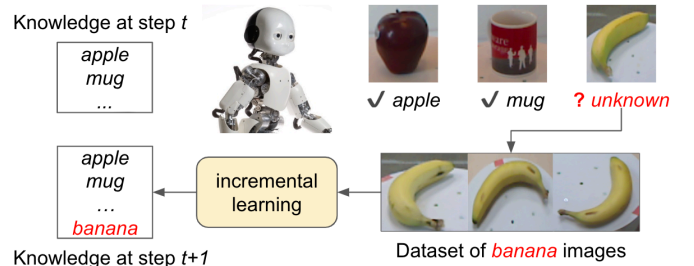 Knowledge at step t
apple
mug
...
✓ apple
✓ mug
? unknown
apple
mug
...
banana
incremental
learning
Dataset of banana images
Knowledge at step t+1